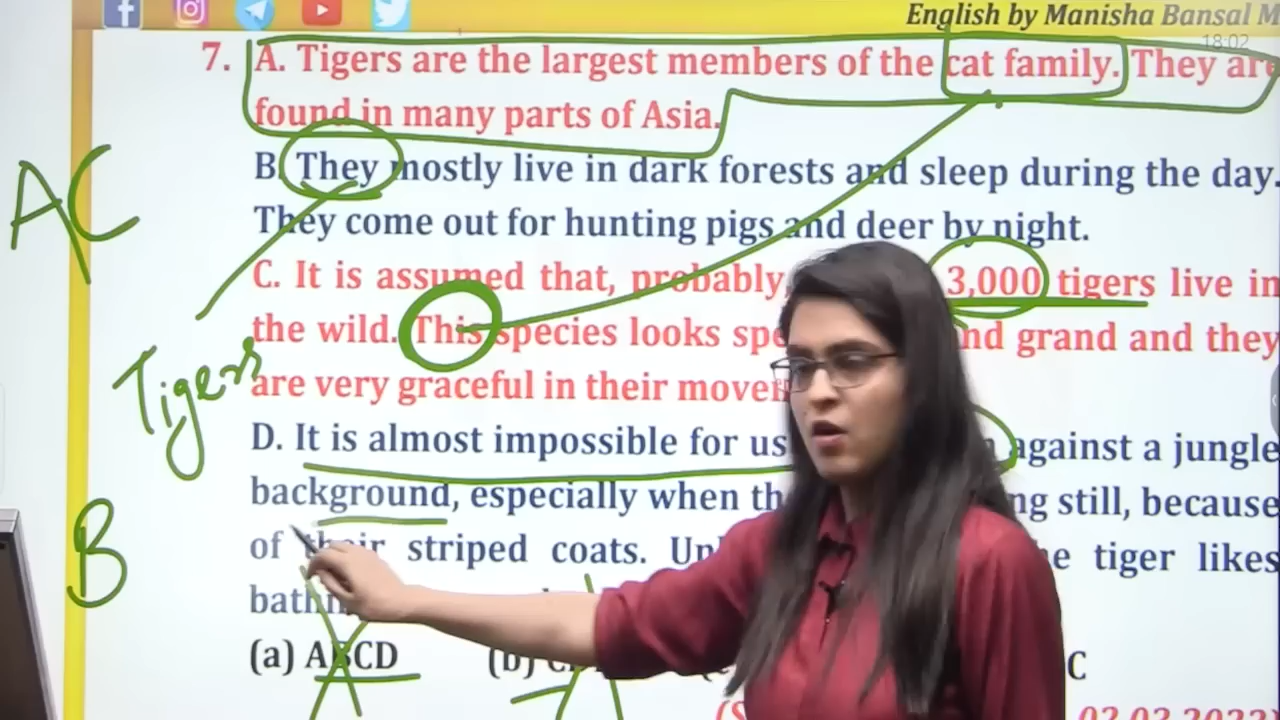 English by Manisha Bansal M
18:02
7. A. Tigers are the largest members of the cat family. They are
found in many parts of Asia.
B. They mostly live in dark forests and sleep during the day.
They come out for hunting pigs and deer by night.
C. It is assumed that, probably 3,000 tigers live in
the wild. This species looks and grand and they
are very graceful in their
D. It is almost impossible for us against a jungle
background, especially when still, because
of their striped coats. tiger likes
(a) ABCD (b)
AC
Tigers
B